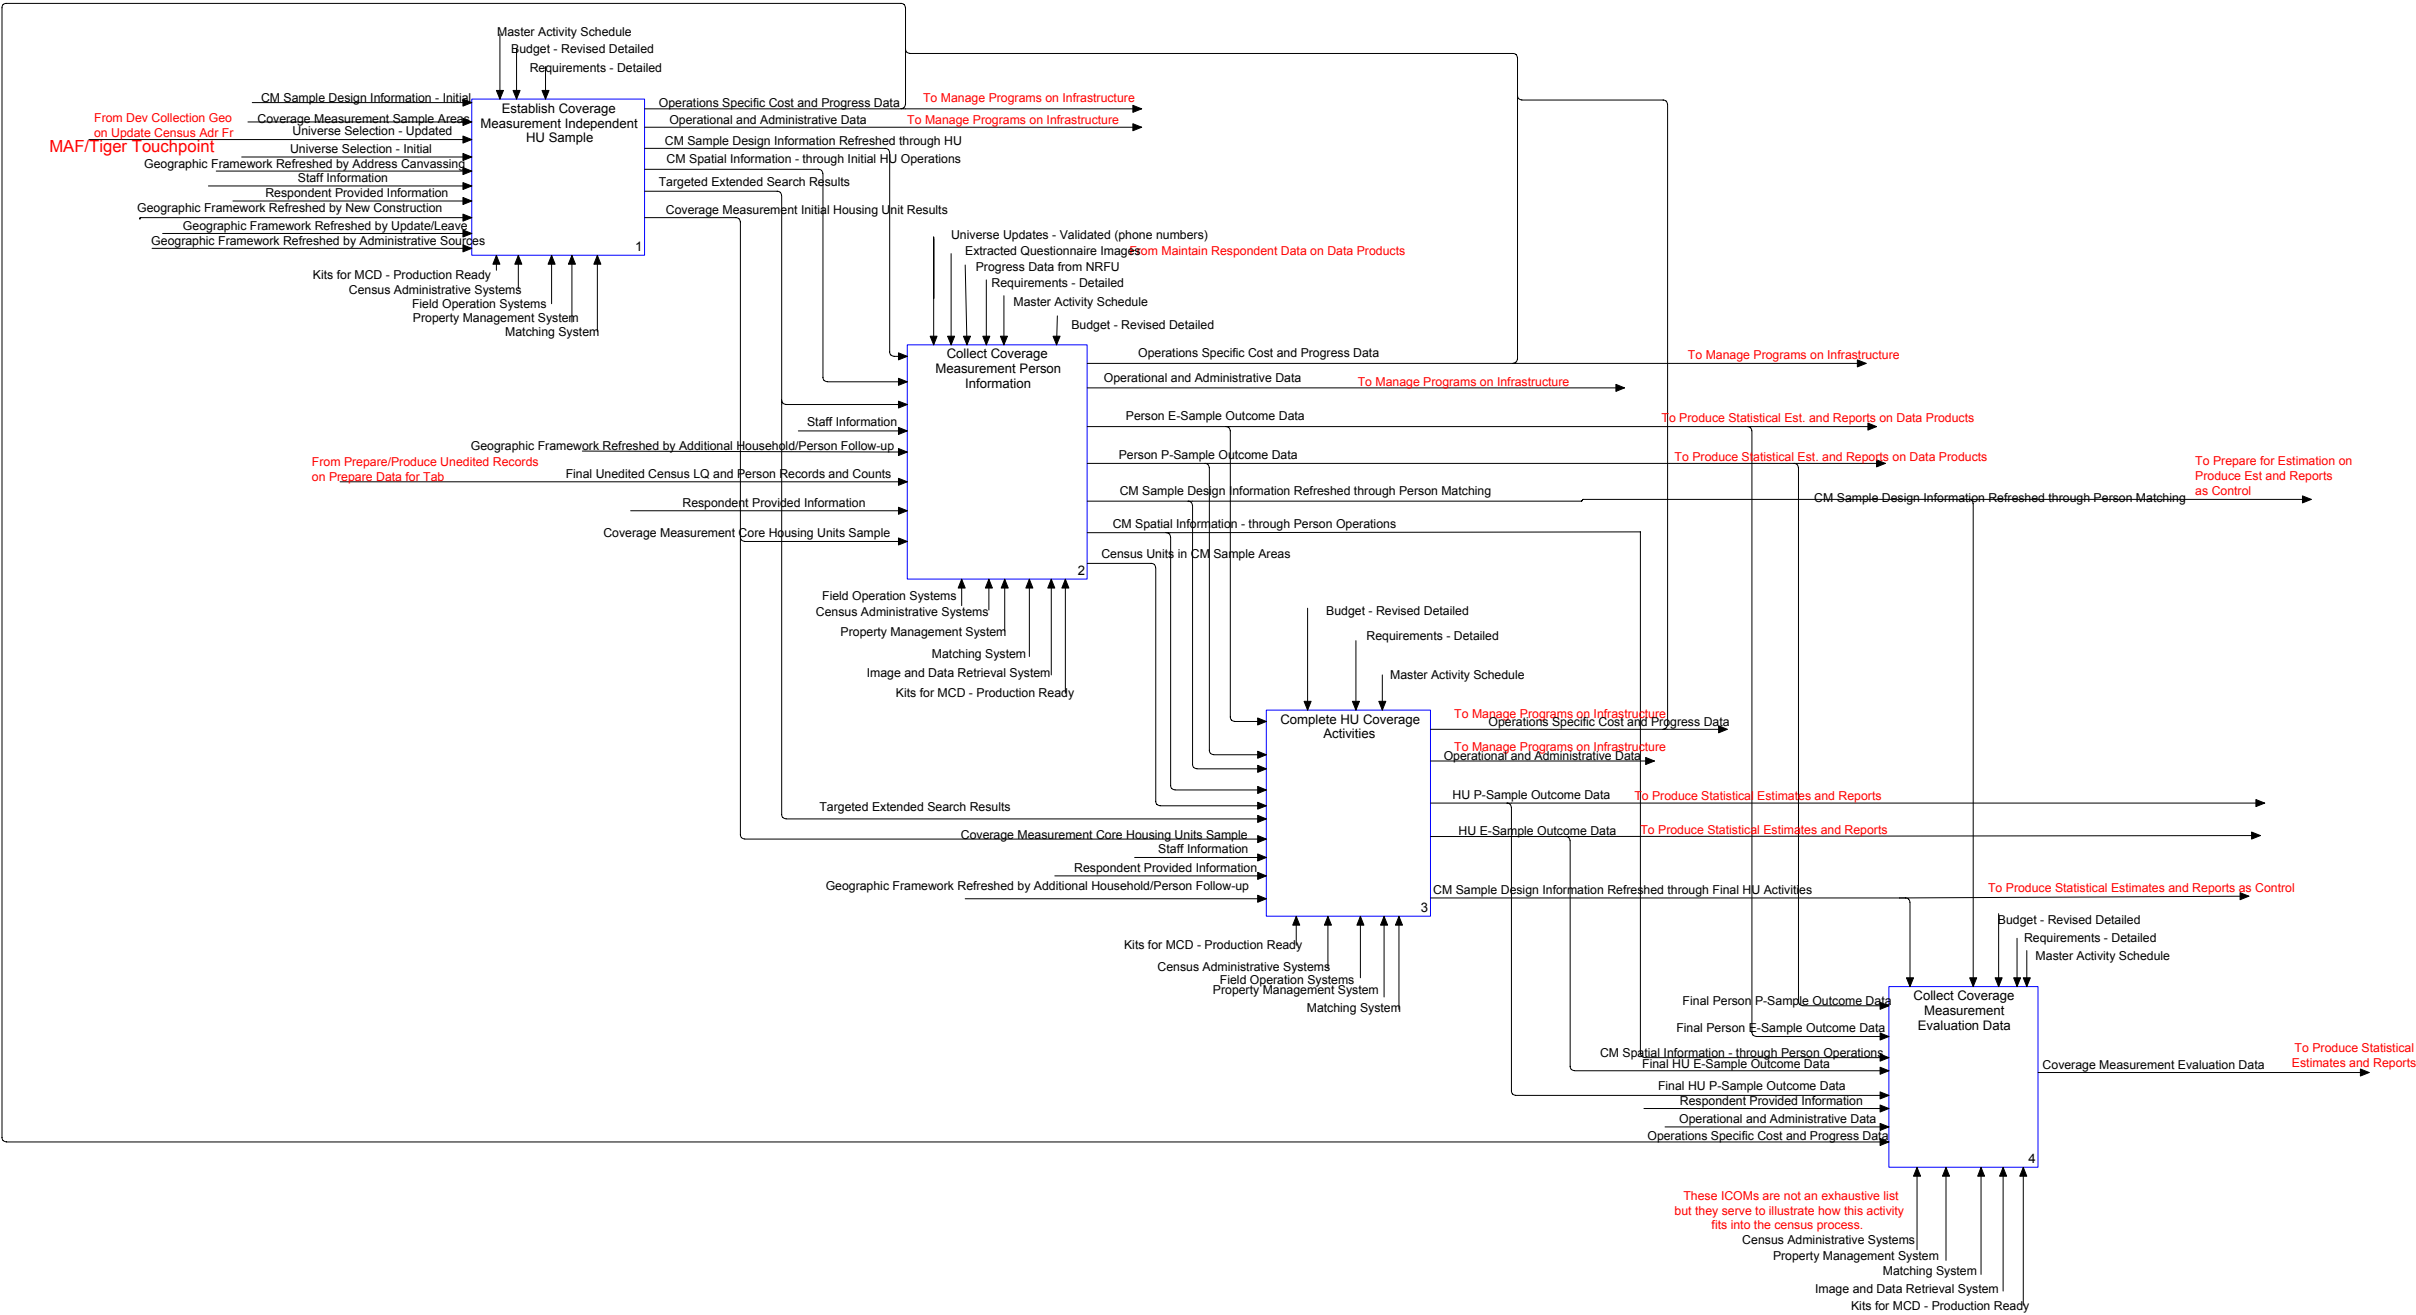 Master Activity Schedule
Budget - Revised Detailed
Requirements - Detailed
CM Sample Design Information - Initial
From Dev Collection Geo
on Update Census Adr Fr
Coverage Measurement Sample Areas
Universe Selection - Updated
MAF/Tiger Touchpoint
Universe Selection - Initial
Geographic Framework Refreshed by Address Canvassing
Staff Information
Respondent Provided Information
Geographic Framework Refreshed by New Construction
Geographic Framework Refreshed by Update/Leave
Geographic Framework Refreshed by Administrative Sources
Establish Coverage
Measurement Independent
HU Sample
1
Kits for MCD - Production Ready
Census Administrative Systems
Field Operation Systems
Property Management System
Matching System
Operations Specific Cost and Progress Data
To Manage Programs on Infrastructure
Operational and Administrative Data
To Manage Programs on Infrastructure
CM Sample Design Information Refreshed through HU
CM Spatial Information - through Initial HU Operations
Targeted Extended Search Results
Coverage Measurement Initial Housing Unit Results
Universe Updates - Validated (phone numbers)
Extracted Questionnaire Images
From Maintain Respondent Data on Data Products
Progress Data from NRFU
Requirements - Detailed
Master Activity Schedule
Budget - Revised Detailed
Collect Coverage
Measurement Person
Information
2
Staff Information
Geographic Framework Refreshed by Additional Household/Person Follow-up
From Prepare/Produce Unedited Records
on Prepare Data for Tab
Final Unedited Census LQ and Person Records and Counts
Respondent Provided Information
Coverage Measurement Core Housing Units Sample
Field Operation Systems
Census Administrative Systems
Property Management System
Matching System
Image and Data Retrieval System
Kits for MCD - Production Ready
Operations Specific Cost and Progress Data
To Manage Programs on Infrastructure
Operational and Administrative Data
To Manage Programs on Infrastructure
Person E-Sample Outcome Data
To Produce Statistical Est. and Reports on Data Products
Person P-Sample Outcome Data
To Produce Statistical Est. and Reports on Data Products
CM Sample Design Information Refreshed through Person Matching
CM Sample Design Information Refreshed through Person Matching
To Prepare for Estimation on
Produce Est and Reports
as Control
CM Spatial Information - through Person Operations
Census Units in CM Sample Areas
Budget - Revised Detailed
Requirements - Detailed
Master Activity Schedule
Complete HU Coverage
Activities
3
Targeted Extended Search Results
Coverage Measurement Core Housing Units Sample
Staff Information
Respondent Provided Information
Geographic Framework Refreshed by Additional Household/Person Follow-up
Kits for MCD - Production Ready
Census Administrative Systems
Field Operation Systems
Property Management System
Matching System
To Manage Programs on Infrastructure
Operations Specific Cost and Progress Data
To Manage Programs on Infrastructure
Operational and Administrative Data
HU P-Sample Outcome Data
To Produce Statistical Estimates and Reports
HU E-Sample Outcome Data
To Produce Statistical Estimates and Reports
CM Sample Design Information Refreshed through Final HU Activities
To Produce Statistical Estimates and Reports as Control
Budget - Revised Detailed
Requirements - Detailed
Master Activity Schedule
Collect Coverage
Measurement
Evaluation Data
4
Final Person P-Sample Outcome Data
Final Person E-Sample Outcome Data
CM Spatial Information - through Person Operations
Final HU E-Sample Outcome Data
Final HU P-Sample Outcome Data
Respondent Provided Information
Operational and Administrative Data
Operations Specific Cost and Progress Data
Coverage Measurement Evaluation Data
To Produce Statistical
Estimates and Reports
These ICOMs are not an exhaustive list
but they serve to illustrate how this activity
fits into the census process.
Census Administrative Systems
Property Management System
Matching System
Image and Data Retrieval System
Kits for MCD - Production Ready